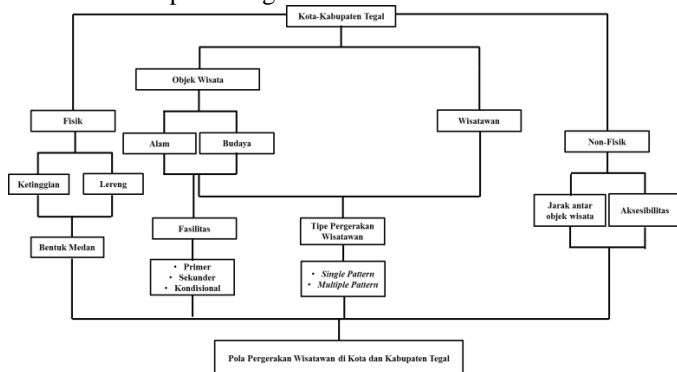 Kota-Kabupaten Tegal
Objek Wisata
Fisik
Wisatawan
Alam
Budaya
Non-Fisik
Ketinggian
Lereng
Jarak antar
objek wisata
Aksesibilitas
Fasilitas
Tipe Pergerakan
Wisatawan
Bentuk Medan
• Primer
• Sekunder
• Kondisional
• Single Pattern
• Multiple Pattern
Pola Pergerakan Wisatawan di Kota dan Kabupaten Tegal